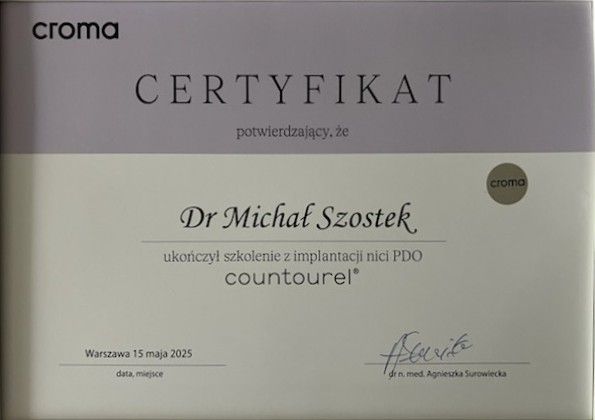 croma
CERTYFIKAT
potwierdzający, że
croma
Dr Michał Szostek
ukończył szkolenie z implantacji nici PDO
countourel®
Warszawa 15 maja 2025
data, miejsce
dr n. med. Agnieszka Surowiecka